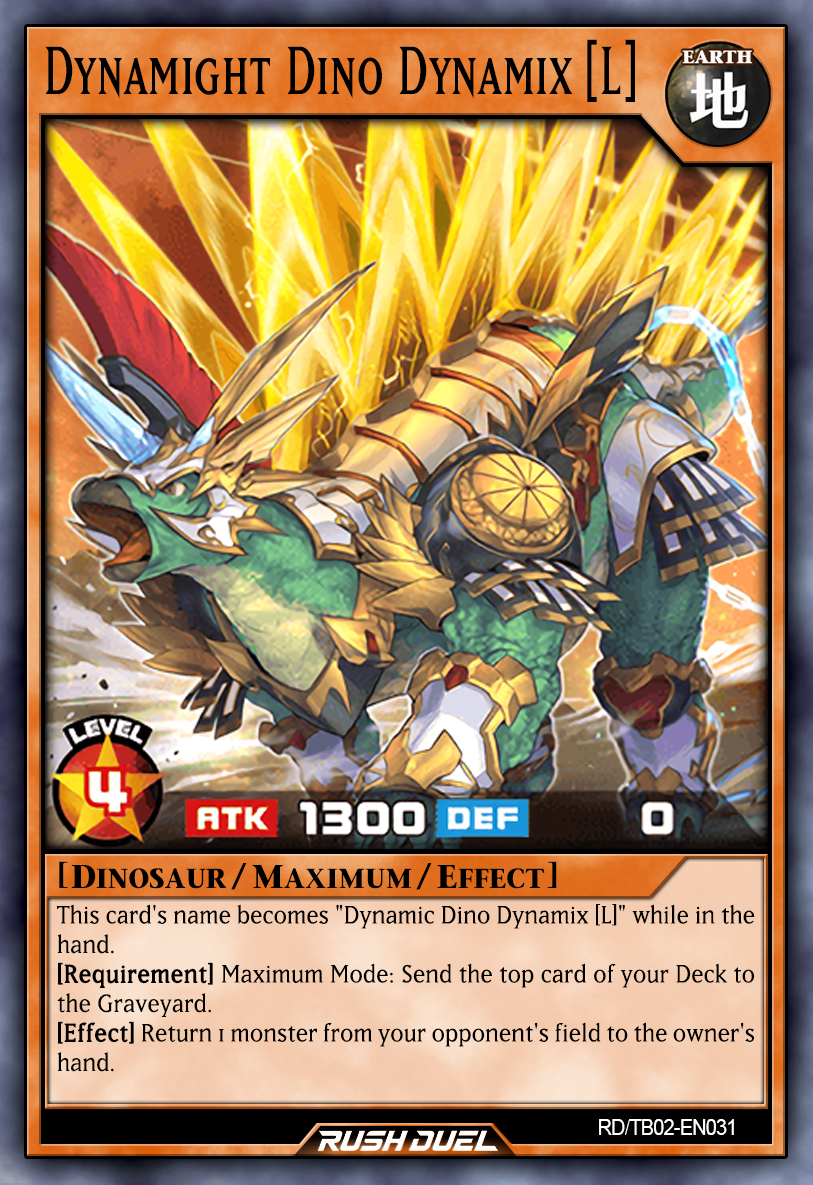 Dynamight Dino Dynamix [L]
EARTH
地
LEVEL
4
ATK 1300 DEF 0
[Dinosaur / Maximum / Effect]
This card's name becomes "Dynamic Dino Dynamix [L]" while in the
hand.
[Requirement] Maximum Mode: Send the top card of your Deck to
the Graveyard.
[Effect] Return 1 monster from your opponent's field to the owner's
hand.
RUSH DUEL
RD/TB02-EN031